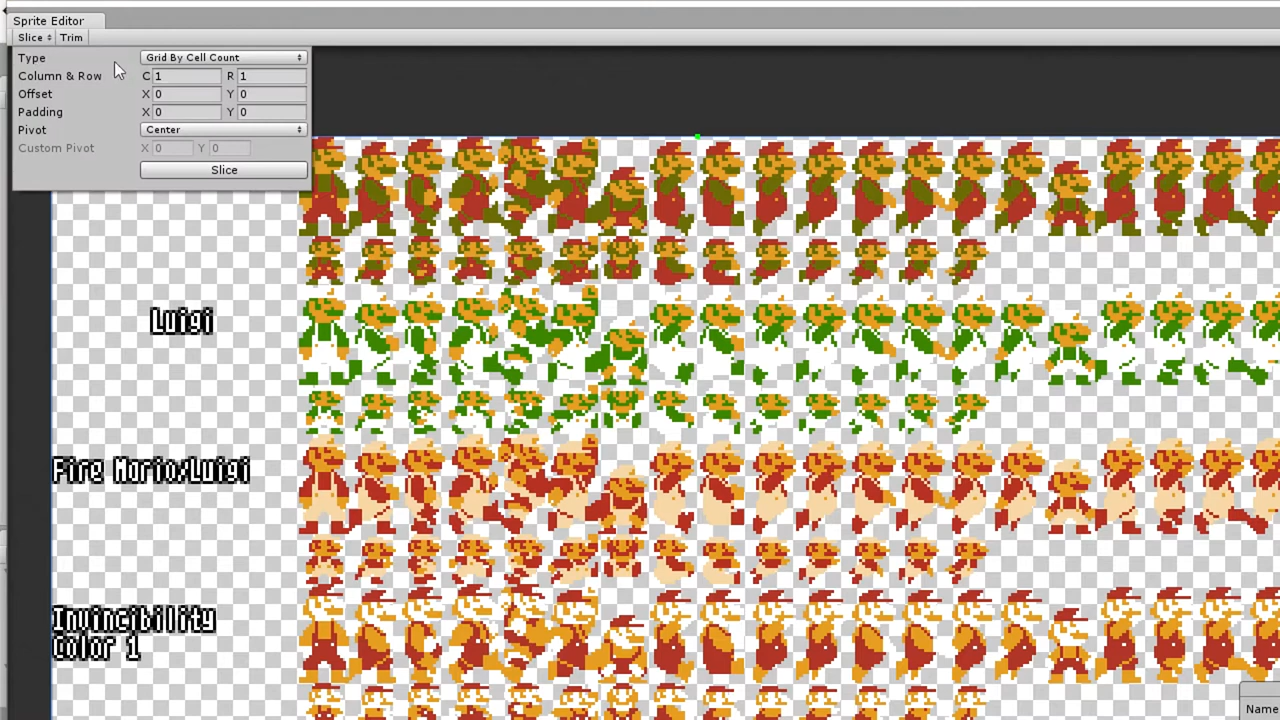 Sprite Editor
Slice Trim
Type Grid By Cell Count
Column & Row C 1 R 1
Offset X 0 Y 0
Padding X 0 Y 0
Pivot Center
Custom Pivot X 0 Y 0
Slice
Luigi
Fire Mario/Luigi
Invincibility
Color 1
Name